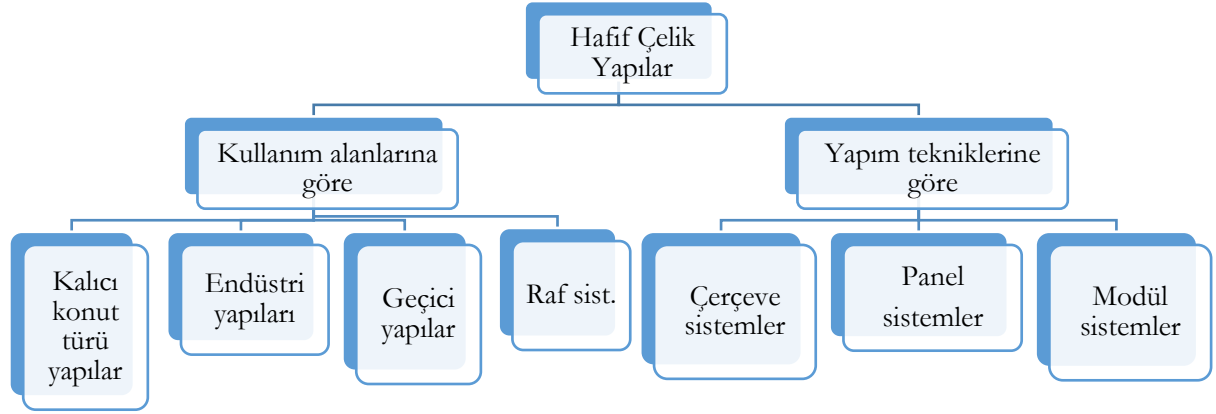 Hafif Çelik
Yapılar
Kullanım alanlarına
göre
Yapım tekniklerine
göre
Kalıcı
konut
türü
yapılar
Endüstri
yapıları
Geçici
yapılar
Raf sist.
Çerçeve
sistemler
Panel
sistemler
Modül
sistemler